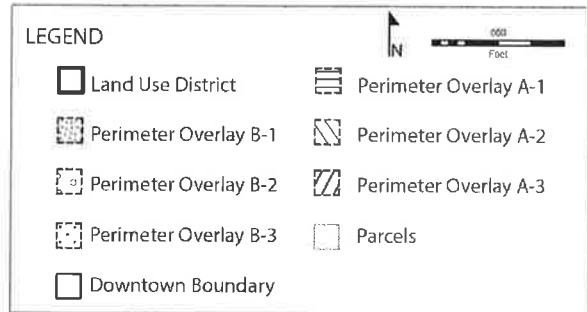 LEGEND
N
Feet
Land Use District
Perimeter Overlay B-1
Perimeter Overlay B-2
Perimeter Overlay B-3
Downtown Boundary
Perimeter Overlay A-1
Perimeter Overlay A-2
Perimeter Overlay A-3
Parcels